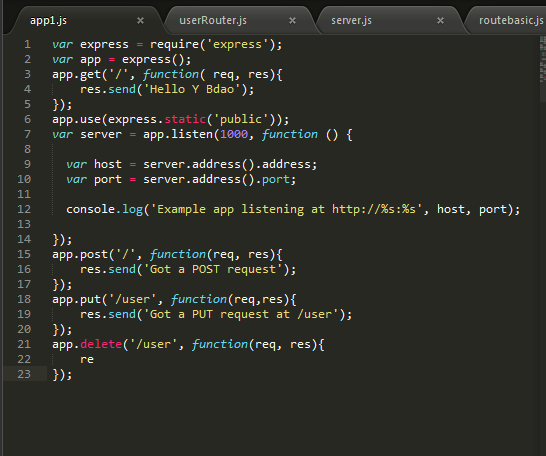 app1.js × userRouter.js × server.js × routebasic.js
1 var express = require('express');
2 var app = express();
3 app.get('/', function( req, res){
4     res.send('Hello Y Bdao');
5 });
6 app.use(express.static('public'));
7 var server = app.listen(1000, function () {
8
9   var host = server.address().address;
10   var port = server.address().port;
11
12   console.log('Example app listening at http://%s:%s', host, port);
13
14 });
15 app.post('/', function(req, res){
16     res.send('Got a POST request');
17 });
18 app.put('/user', function(req,res){
19     res.send('Got a PUT request at /user');
20 });
21 app.delete('/user', function(req, res){
22     re
23 });